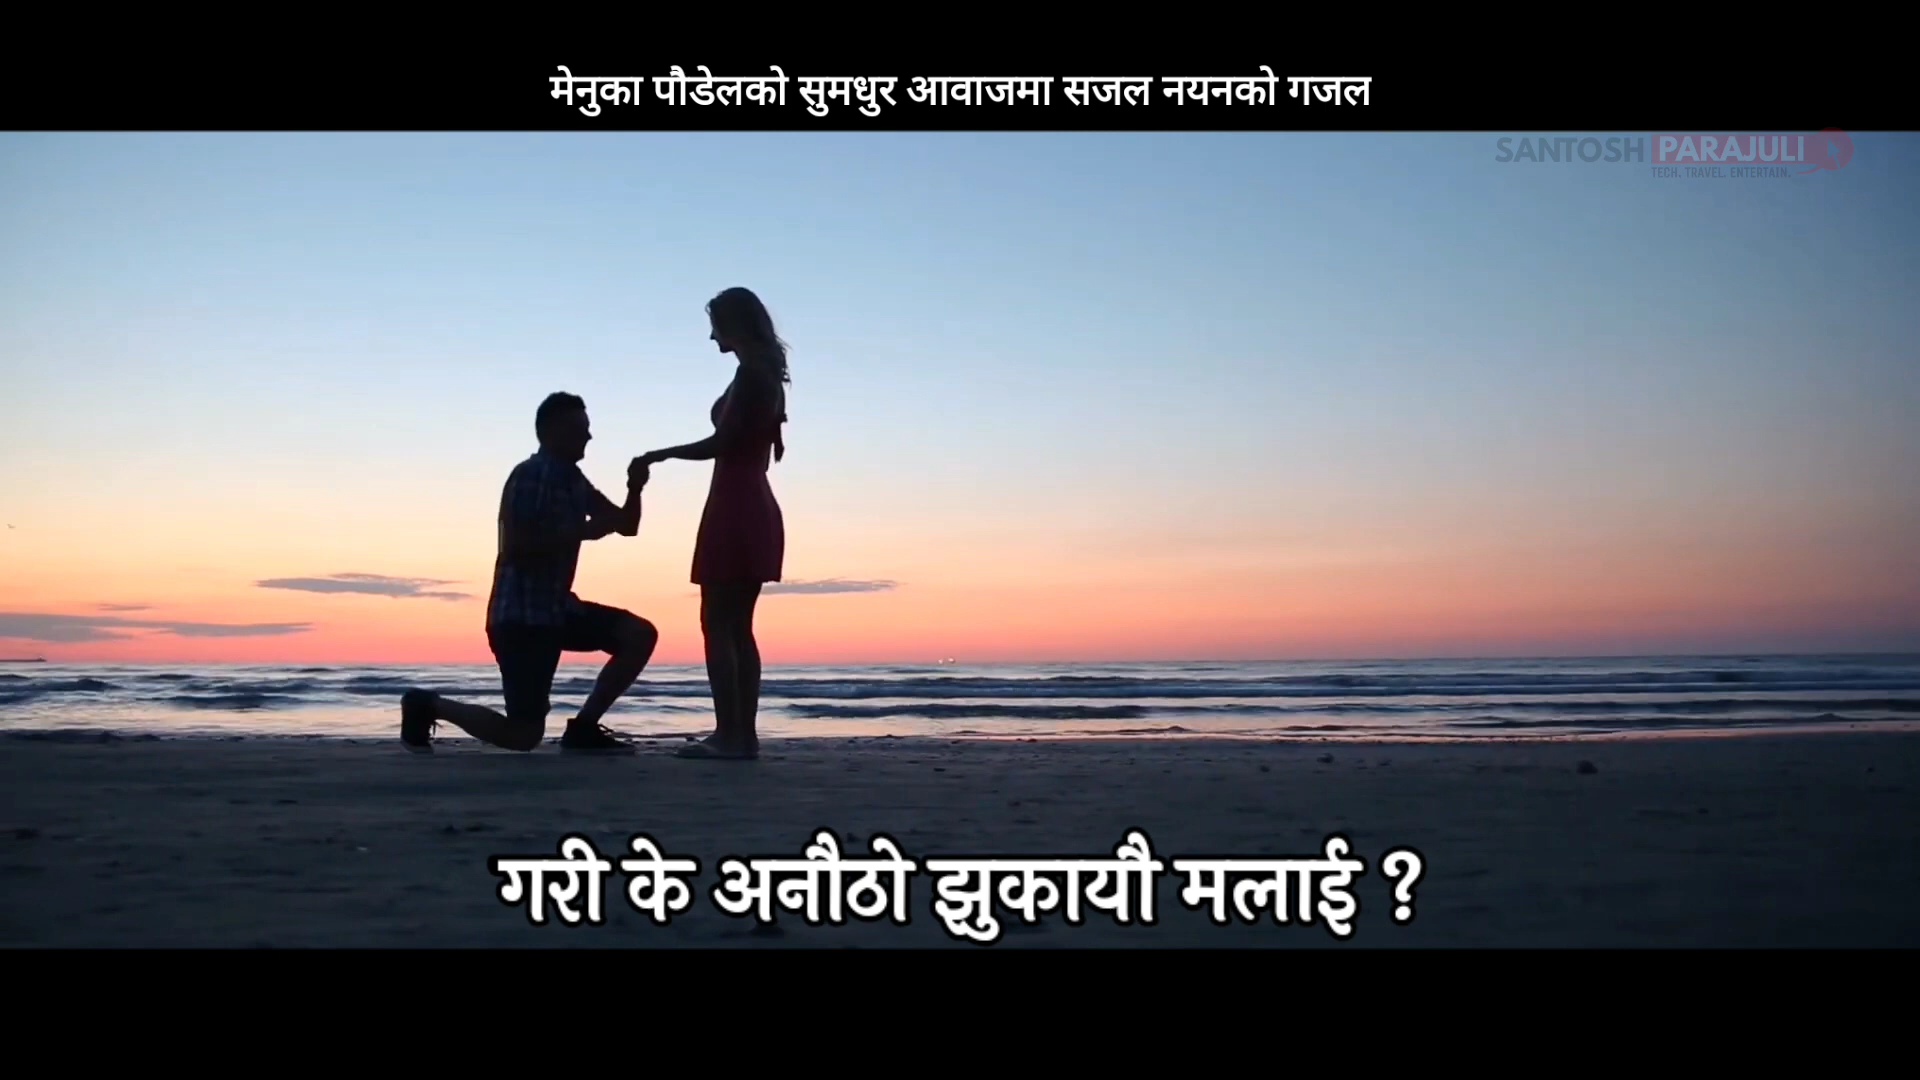 मेनुका पौडेलको सुमधुर आवाजमा सजल नयनको गजल
SANTOSH PARAJULI
TECH. TRAVEL. ENTERTAIN.
गरी के अनौठो झुकायौ मलाई ?